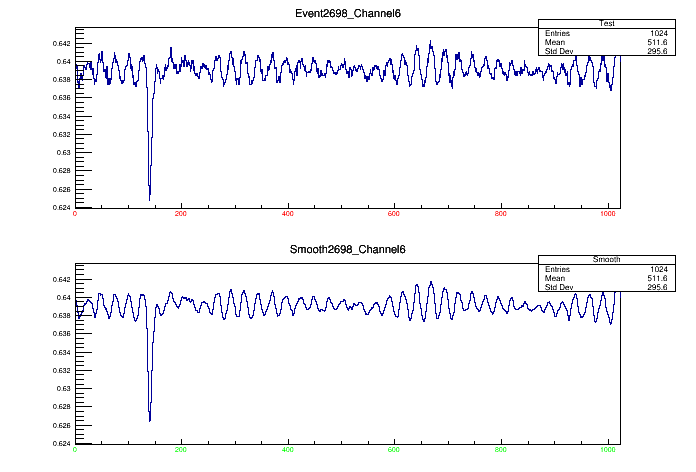 Event2698_Channel6
Test
Entries 1024
Mean 511.6
Std Dev 295.6
0.642
0.64
0.638
0.636
0.634
0.632
0.63
0.628
0.626
0.624
0 200 400 600 800 1000
Smooth2698_Channel6
Smooth
Entries 1024
Mean 511.6
Std Dev 295.6
0.642
0.64
0.638
0.636
0.634
0.632
0.63
0.628
0.626
0.624
0 200 400 600 800 1000